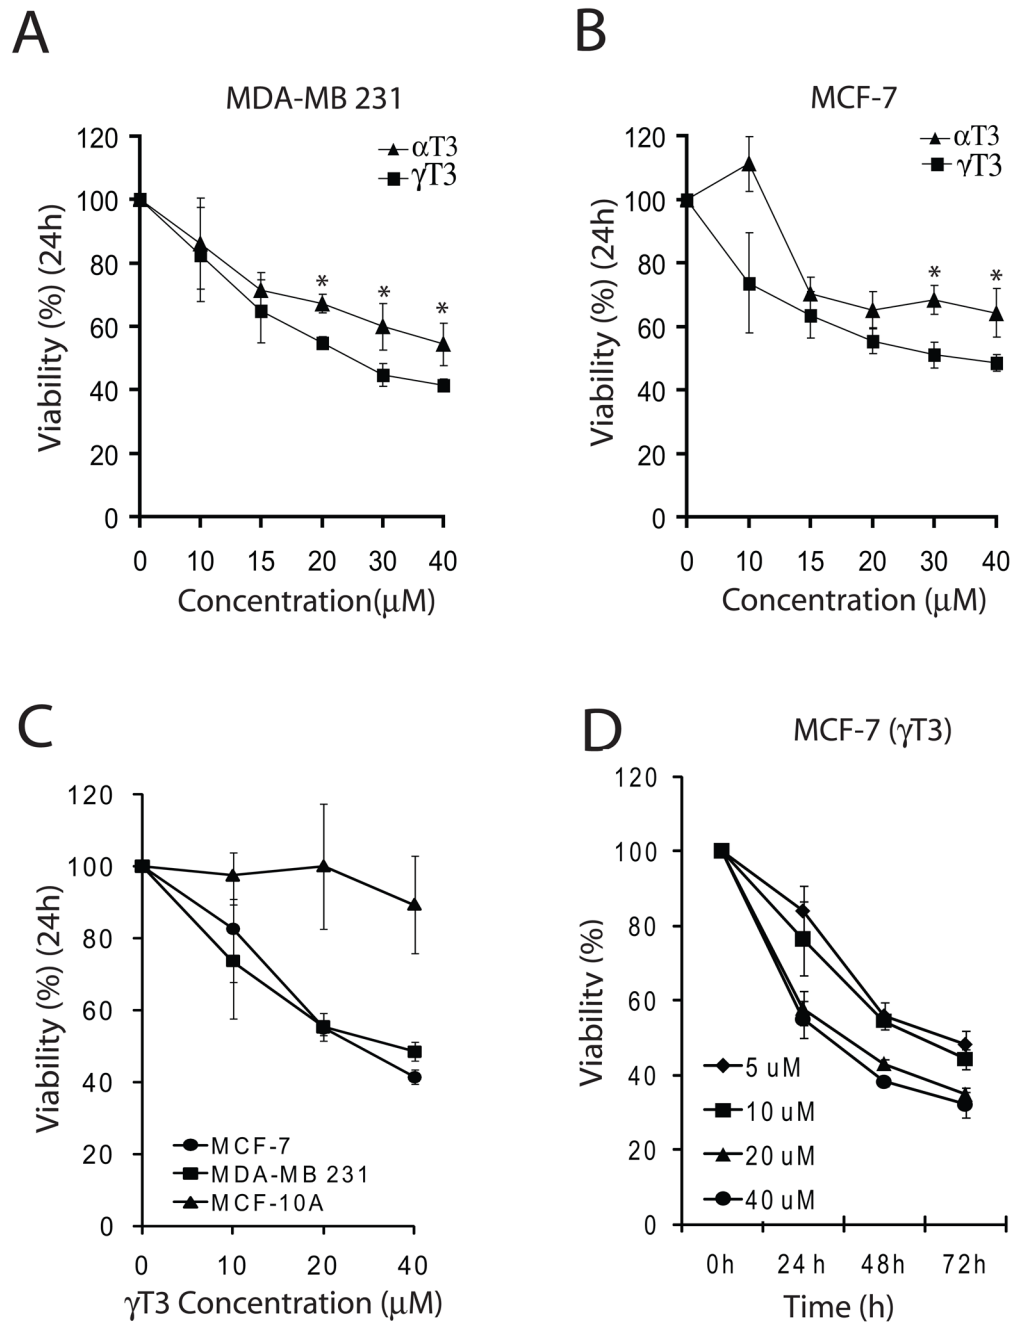 A
MDA-MB 231
αT3
γT3
120
100
80
60
40
20
0
Viability (%) (24h)
*
*
*
0 10 15 20 30 40
Concentration(μM)
B
MCF-7
αT3
γT3
120
100
80
60
40
20
0
Viability (%) (24h)
*
*
0 10 15 20 30 40
Concentration (μM)
C
120
100
80
60
40
20
0
Viability (%) (24h)
MCF-7
MDA-MB 231
MCF-10A
0 10 20 40
γT3 Concentration (μM)
D
MCF-7 (γT3)
120
100
80
60
40
20
0
Viability (%)
5 uM
10 uM
20 uM
40 uM
0h 24 h 48h 72h
Time (h)